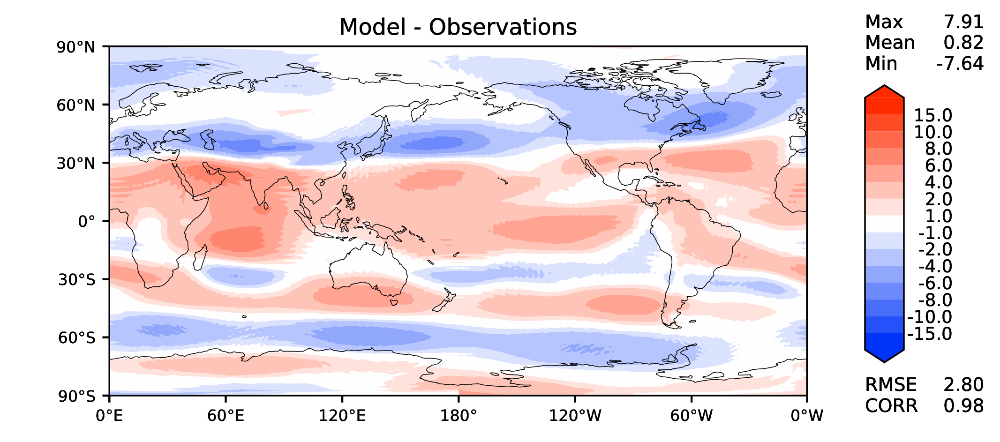 Model - Observations
Max 7.91
Mean 0.82
Min -7.64
90°N
60°N
30°N
0°
30°S
60°S
90°S
0°E 60°E 120°E 180° 120°W 60°W 0°W
15.0
10.0
8.0
6.0
4.0
2.0
1.0
-1.0
-2.0
-4.0
-6.0
-8.0
-10.0
-15.0
RMSE 2.80
CORR 0.98